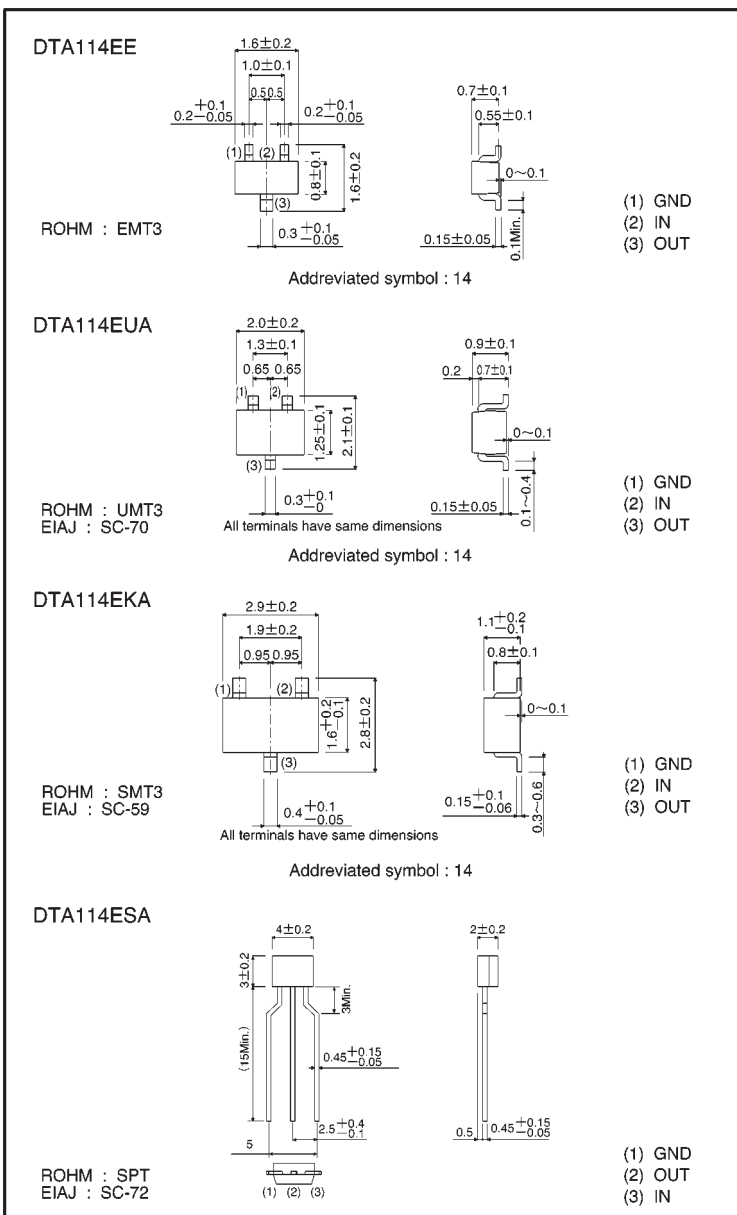 DTA114EE
1.6±0.2
1.0±0.1
0.5 0.5
0.2+0.1 −0.05
0.2+0.1 −0.05
(1) (2)
(3)
0.8±0.1
1.6±0.2
0.3+0.1 −0.05
0.7±0.1
0.55±0.1
0~0.1
0.15±0.05
0.1Min.
ROHM : EMT3
(1) GND
(2) IN
(3) OUT
Addreviated symbol : 14
DTA114EUA
2.0±0.2
1.3±0.1
0.65 0.65
(1) (2)
(3)
1.25±0.1
2.1±0.1
0.3+0.1 −0
0.9±0.1
0.2 0.7±0.1
0~0.1
0.15±0.05
0.1~0.4
ROHM : UMT3
EIAJ : SC-70
All terminals have same dimensions
(1) GND
(2) IN
(3) OUT
Addreviated symbol : 14
DTA114EKA
2.9±0.2
1.9±0.2
0.95 0.95
(1) (2)
(3)
1.6+0.2 −0.1
2.8±0.2
0.4+0.1 −0.05
1.1+0.2 −0.1
0.8±0.1
0~0.1
0.15+0.1 −0.06
0.3~0.6
ROHM : SMT3
EIAJ : SC-59
All terminals have same dimensions
(1) GND
(2) IN
(3) OUT
Addreviated symbol : 14
DTA114ESA
4±0.2
2±0.2
3±0.2
3Min.
(15Min.)
0.45+0.15 −0.05
2.5+0.4 −0.1
5
0.5 0.45+0.15 −0.05
(1) (2) (3)
ROHM : SPT
EIAJ : SC-72
(1) GND
(2) OUT
(3) IN